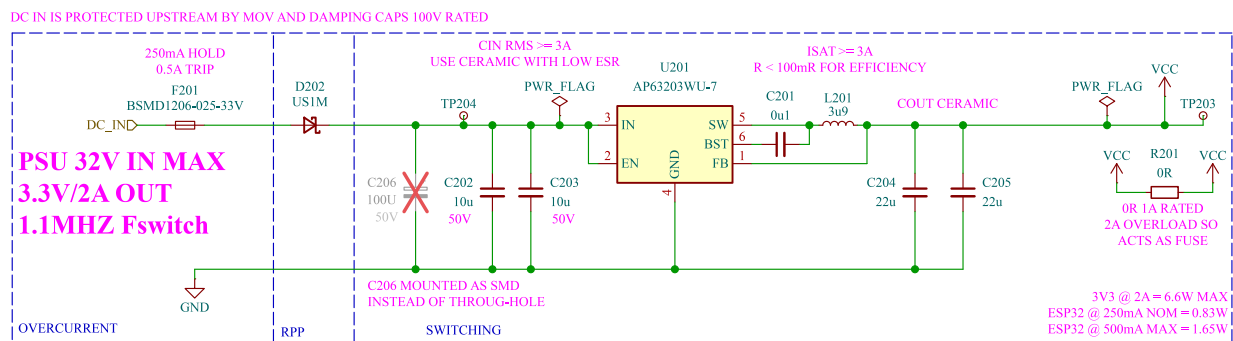 DC IN IS PROTECTED UPSTREAM BY MOV AND DAMPING CAPS 100V RATED
250mA HOLD
0.5A TRIP
F201
BSMD1206-025-33V
DC_IN
D202
US1M
PSU 32V IN MAX
3.3V/2A OUT
1.1MHZ Fswitch
CIN RMS >= 3A
USE CERAMIC WITH LOW ESR
TP204
PWR_FLAG
C206
100U
50V
C202
10u
50V
C203
10u
50V
U201
AP63203WU-7
3
IN
2
EN
GND
4
SW
5
BST
6
FB
1
ISAT >= 3A
R < 100mR FOR EFFICIENCY
C201
0u1
L201
3u9
COUT CERAMIC
C204
22u
C205
22u
PWR_FLAG
VCC
TP203
VCC
R201
0R
VCC
0R 1A RATED
2A OVERLOAD SO
ACTS AS FUSE
GND
C206 MOUNTED AS SMD
INSTEAD OF THROUG-HOLE
3V3 @ 2A = 6.6W MAX
ESP32 @ 250mA NOM = 0.83W
ESP32 @ 500mA MAX = 1.65W
OVERCURRENT
RPP
SWITCHING